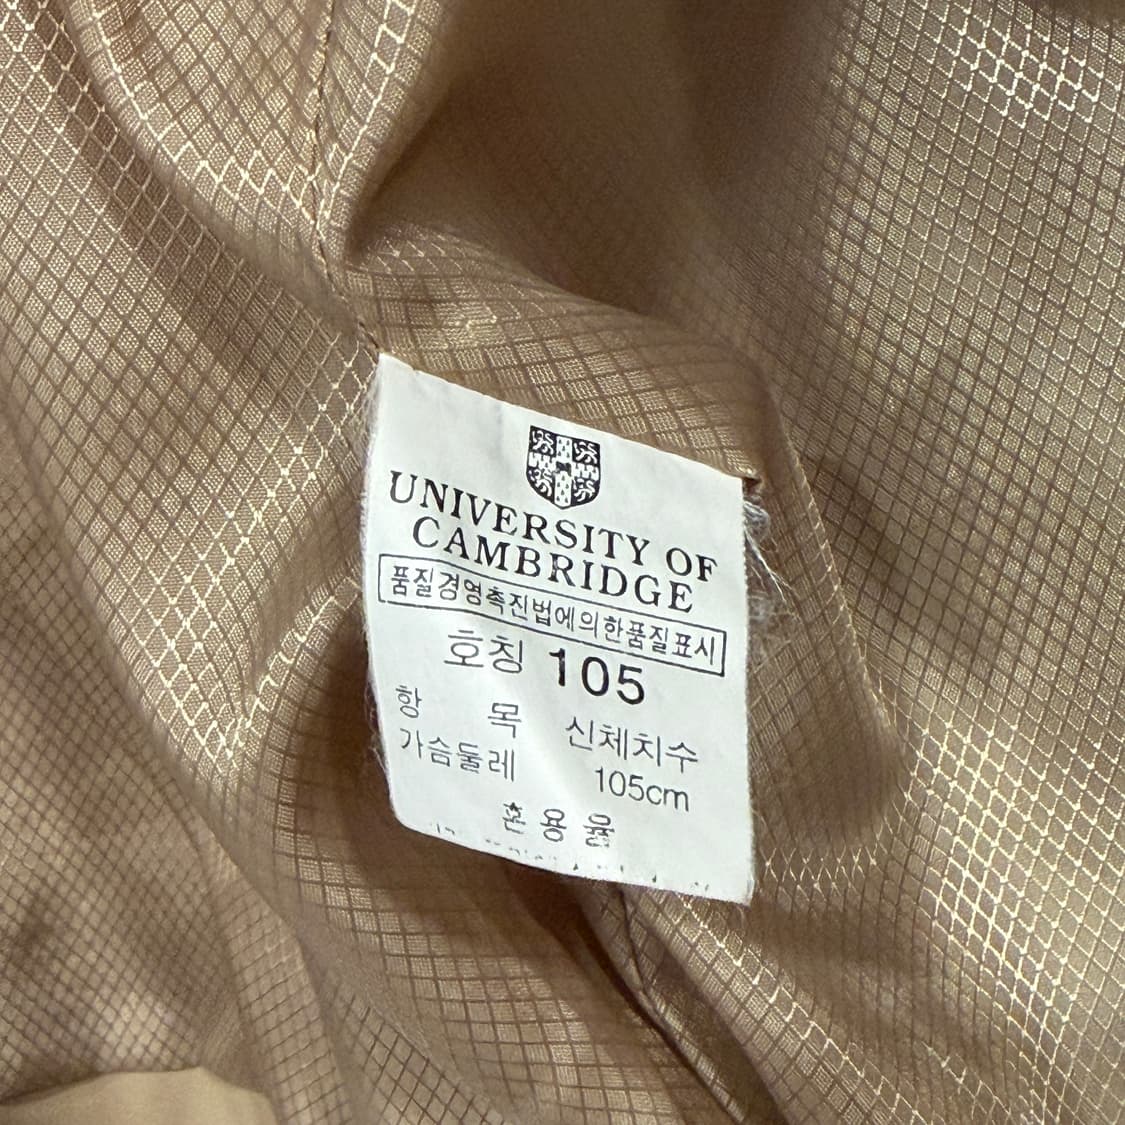 UNIVERSITY OF
CAMBRIDGE
품질경영촉진법에의한품질표시
호칭 105
항 목 신체치수
가슴둘레 105cm
혼용율